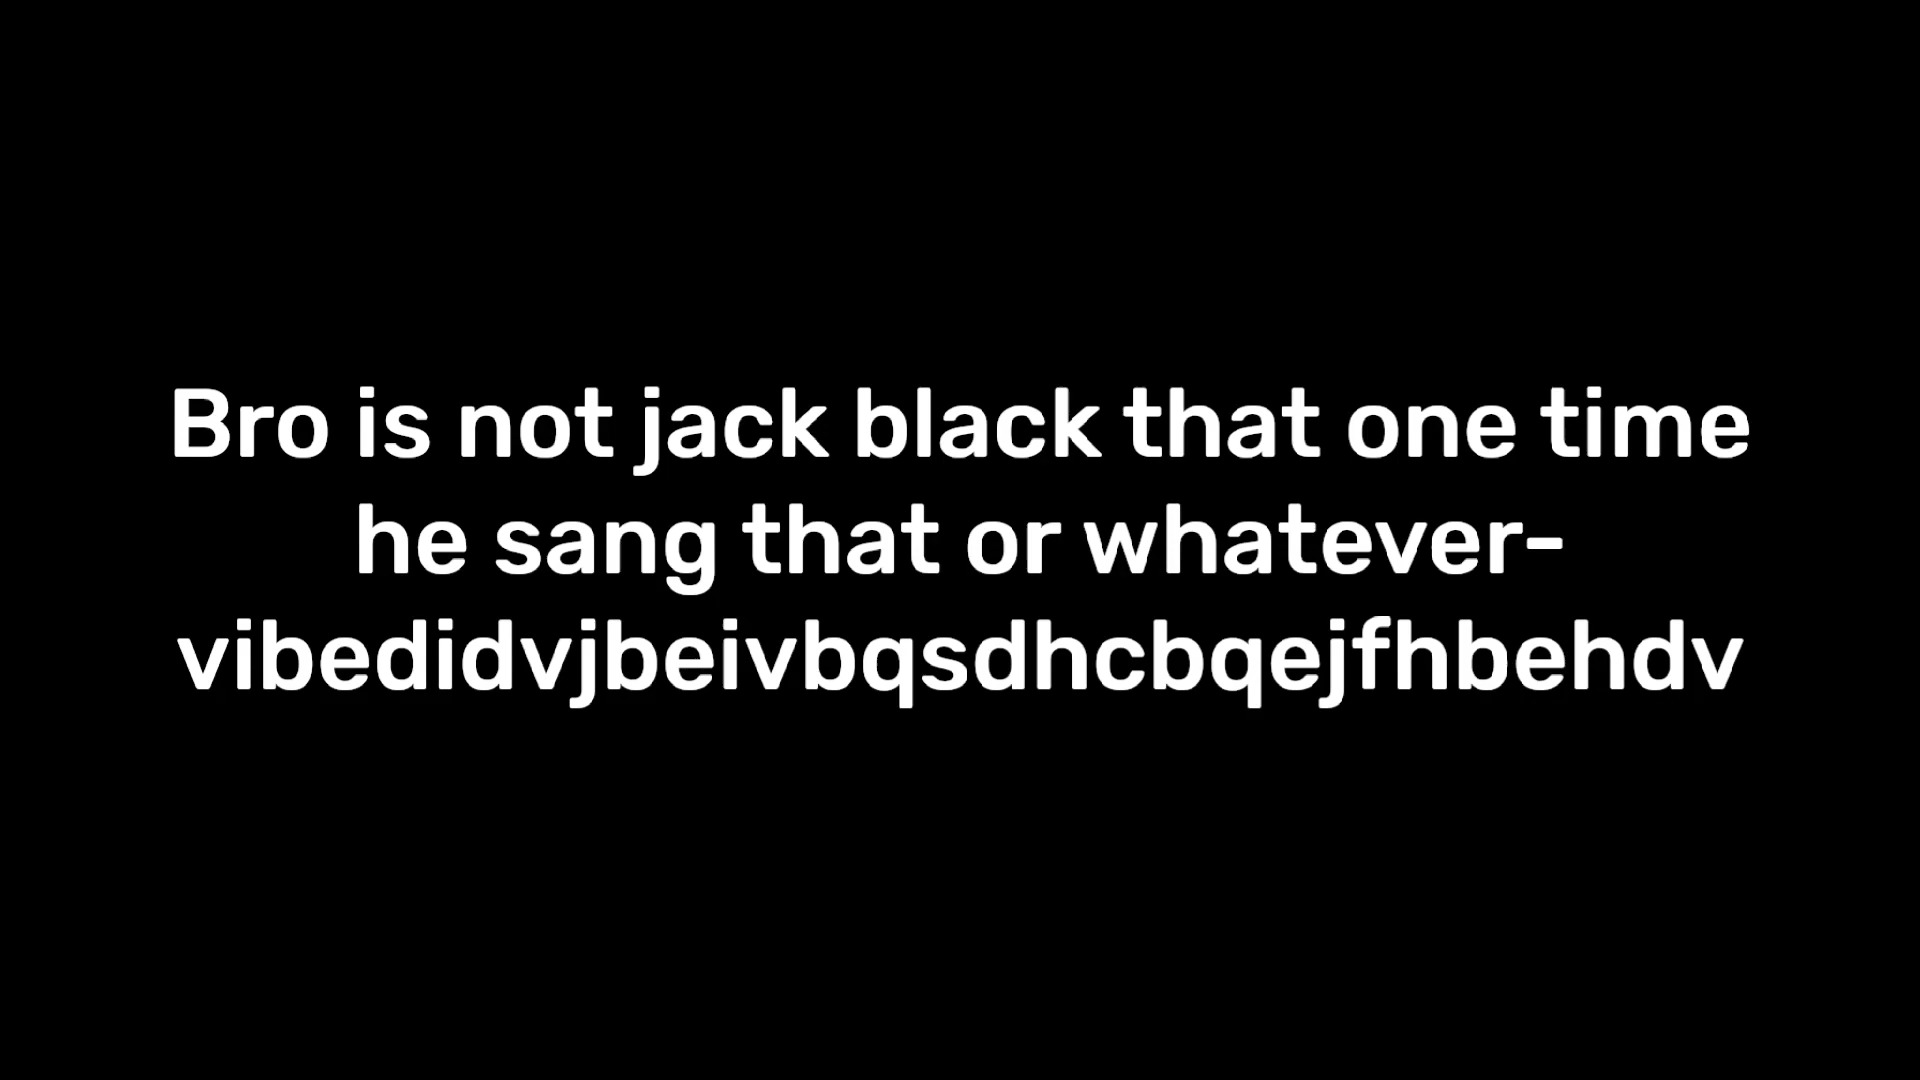 Bro is not jack black that one time
he sang that or whatever-
vibedidvjbeivbqsdhcbqejfhbehdv